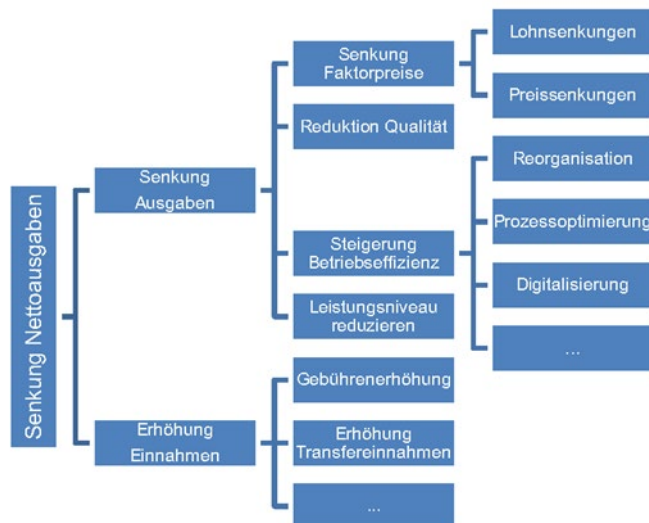 Senkung Nettoausgaben
Senkung
Ausgaben
Senkung
Faktorpreise
Lohnsenkungen
Preissenkungen
Reduktion Qualität
Steigerung
Betriebseffizienz
Reorganisation
Prozessoptimierung
Digitalisierung
...
Leistungsniveau
reduzieren
Erhöhung
Einnahmen
Gebührenerhöhung
Erhöhung
Transfereinnahmen
...